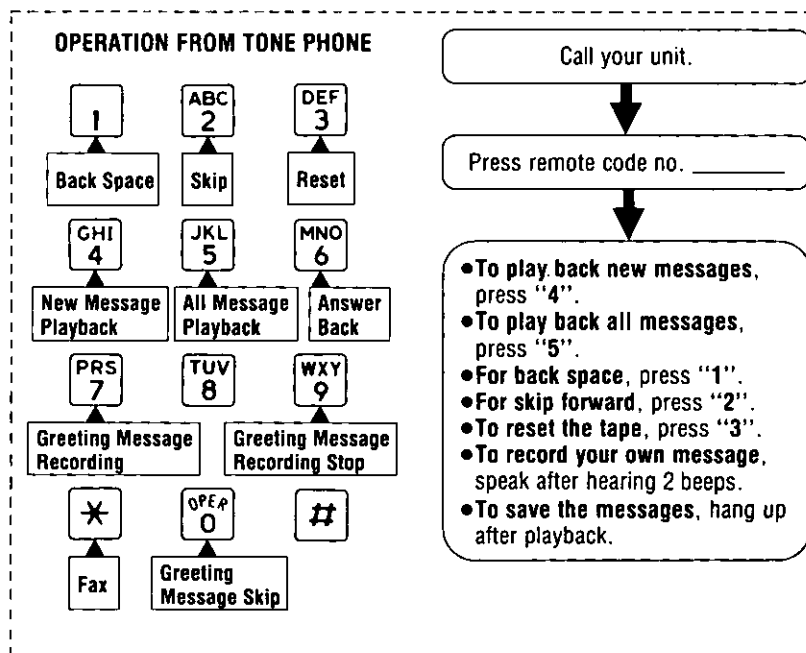 OPERATION FROM TONE PHONE
1
ABC
2
DEF
3
Back Space
Skip
Reset
GHI
4
JKL
5
MNO
6
New Message
Playback
All Message
Playback
Answer
Back
PRS
7
TUV
8
WXY
9
Greeting Message
Recording
Greeting Message
Recording Stop
*
OPER
0
#
Fax
Greeting
Message Skip
Call your unit.
Press remote code no. ________
●To play back new messages,
press "4".
●To play back all messages,
press "5".
●For back space, press "1".
●For skip forward, press "2".
●To reset the tape, press "3".
●To record your own message,
speak after hearing 2 beeps.
●To save the messages, hang up
after playback.